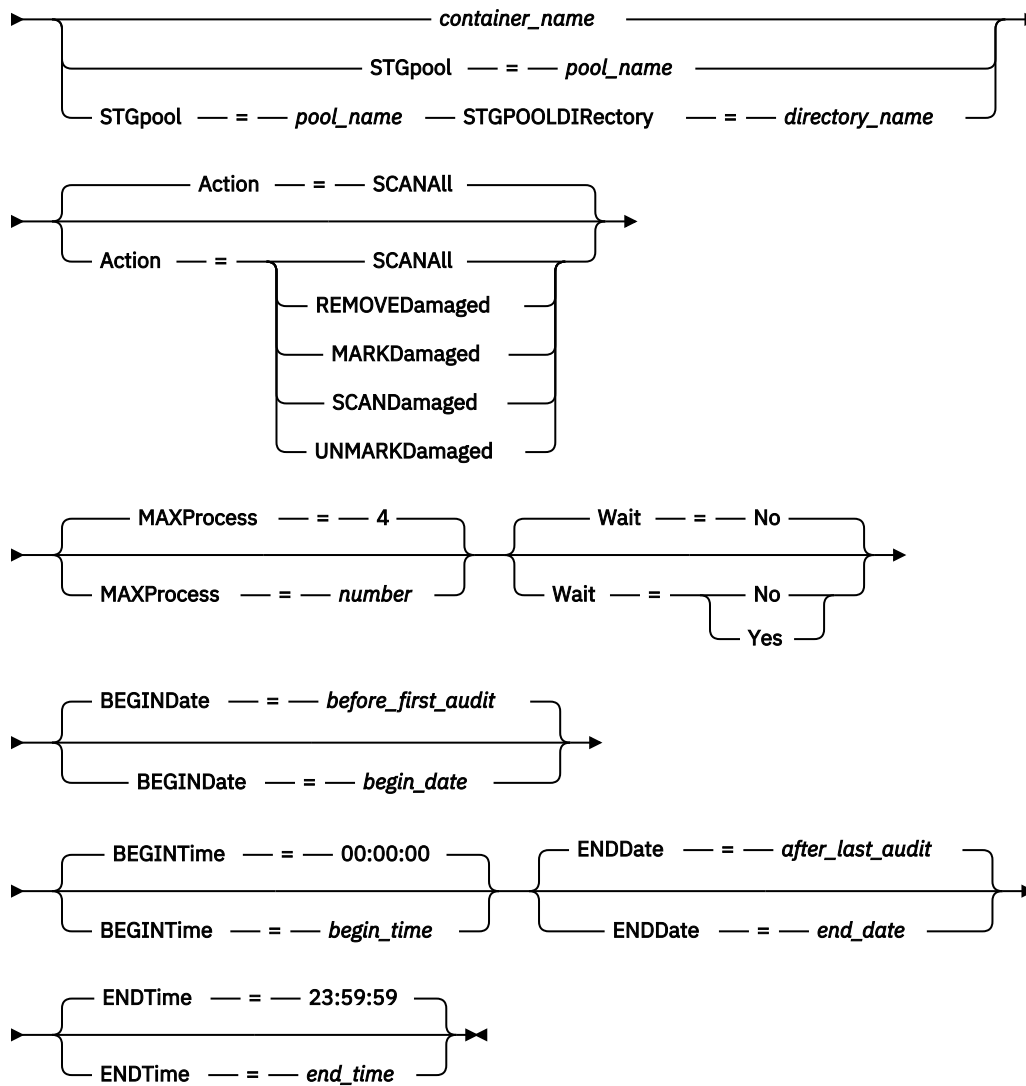 container_name
STGpool = pool_name
STGpool = pool_name STGPOOLDIRectory = directory_name
Action = SCANAll
Action = SCANAll
REMOVEDamaged
MARKDamaged
SCANDamaged
UNMARKDamaged
MAXProcess = 4 Wait = No
MAXProcess = number Wait = No
Yes
BEGINDate = before_first_audit
BEGINDate = begin_date
BEGINTime = 00:00:00 ENDDate = after_last_audit
BEGINTime = begin_time ENDDate = end_date
ENDTime = 23:59:59
ENDTime = end_time